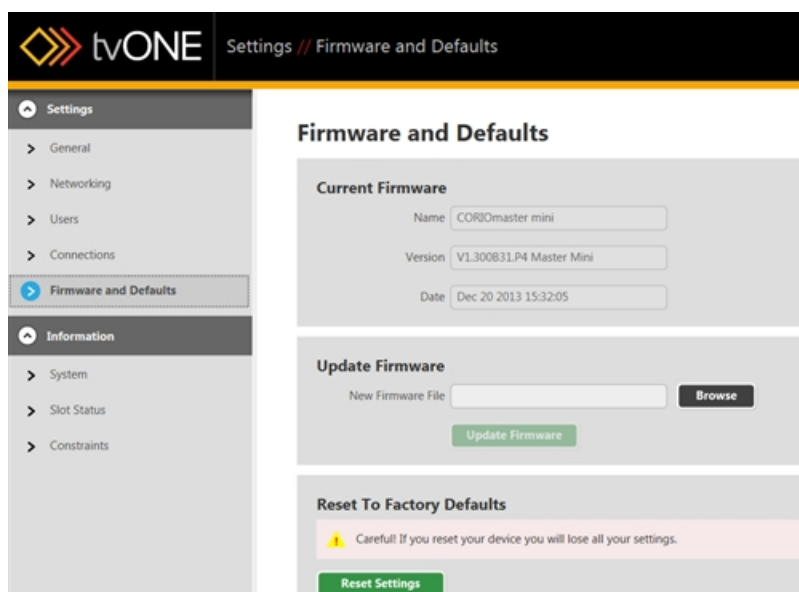 tvONE
Settings // Firmware and Defaults
Settings
General
Networking
Users
Connections
Firmware and Defaults
Information
System
Slot Status
Constraints
Firmware and Defaults
Current Firmware
Name CORIOmaster mini
Version V1.300831.P4 Master Mini
Date Dec 20 2013 15:32:05
Update Firmware
New Firmware File Browse
Update Firmware
Reset To Factory Defaults
Careful! If you reset your device you will lose all your settings.
Reset Settings